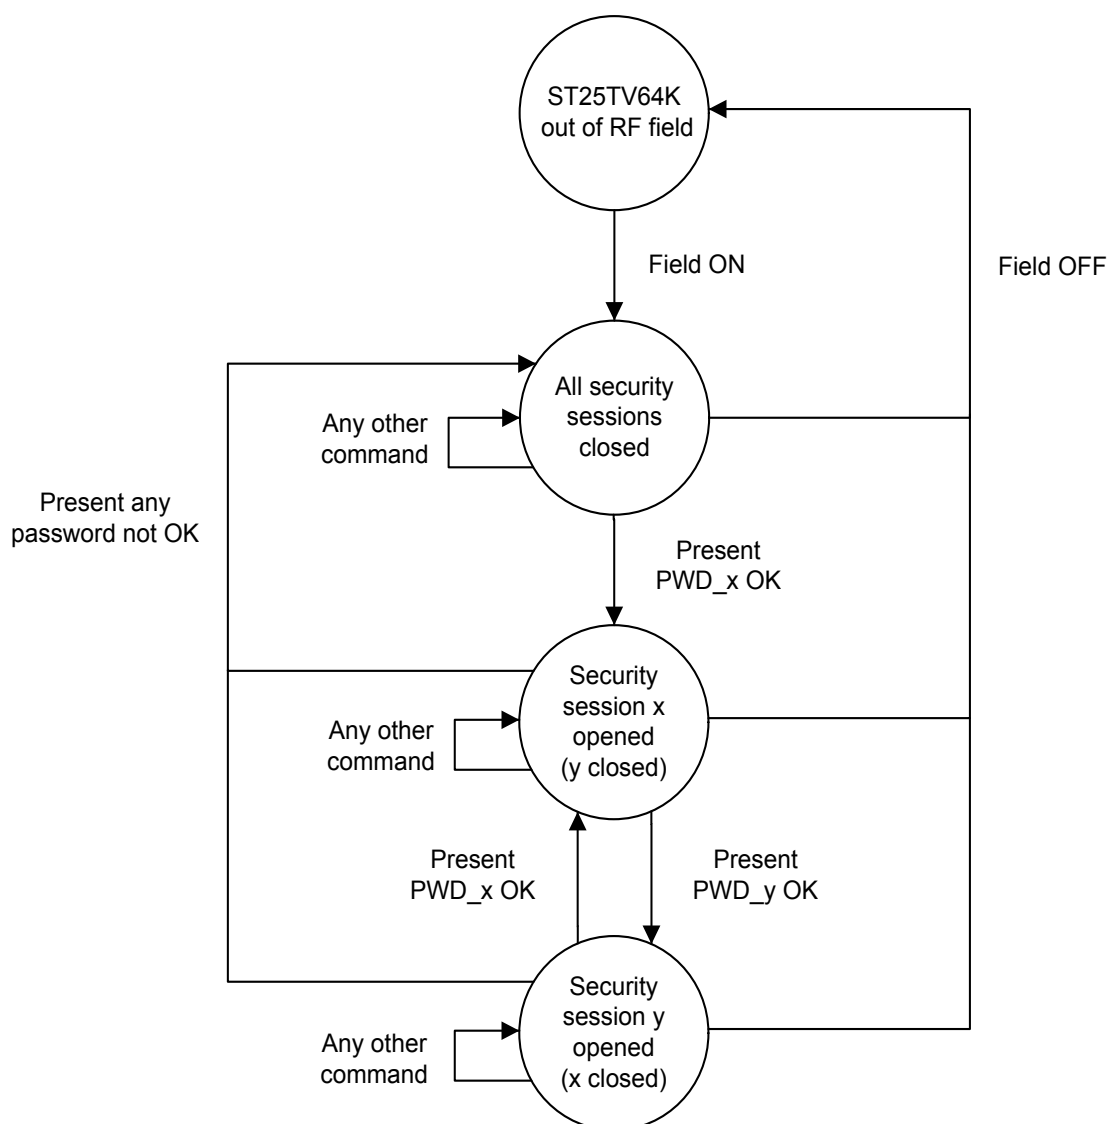 ST25TV64K
out of RF field
Field ON
Field OFF
All security
sessions
closed
Any other
command
Present any
password not OK
Present
PWD_x OK
Security
session x
opened
(y closed)
Any other
command
Present
PWD_x OK
Present
PWD_y OK
Security
session y
opened
(x closed)
Any other
command